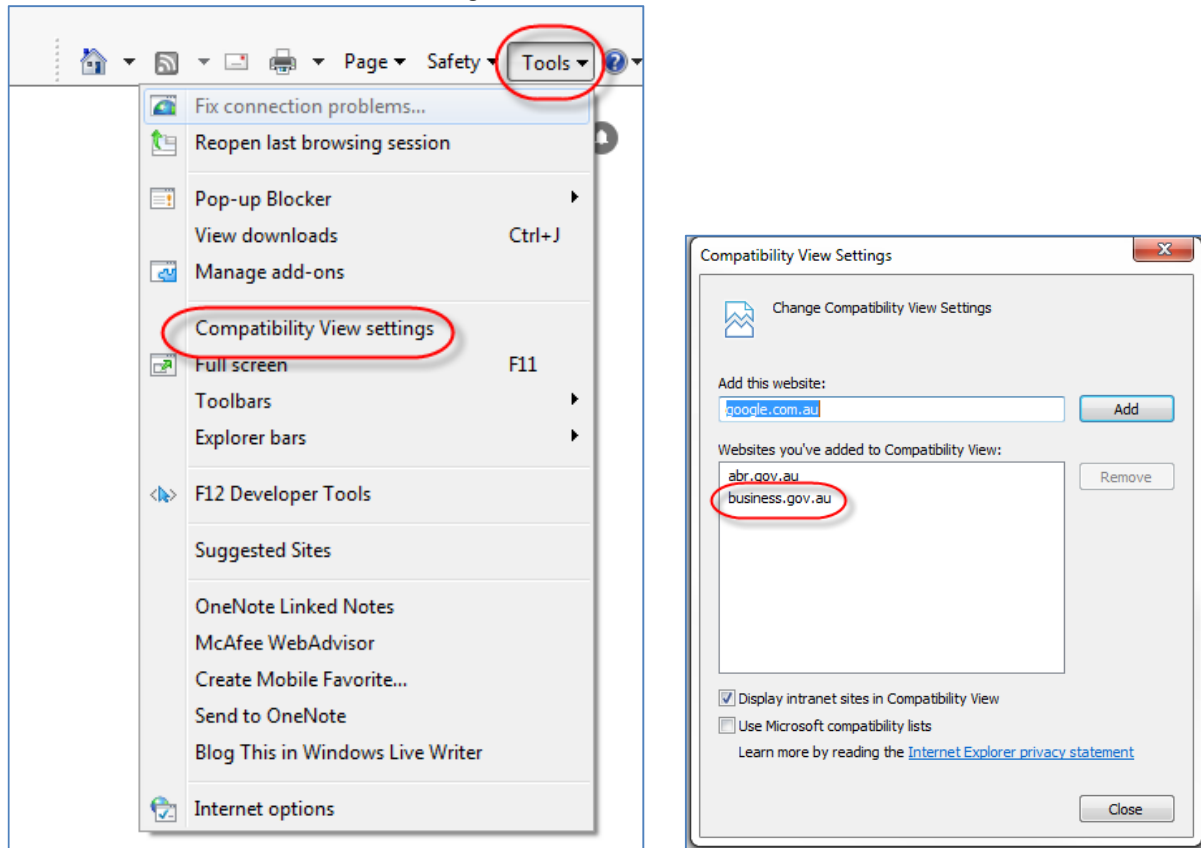 Page
Safety
Tools
Fix connection problems...
Reopen last browsing session
Pop-up Blocker
View downloads Ctrl+J
Manage add-ons
Compatibility View settings
Full screen F11
Toolbars
Explorer bars
F12 Developer Tools
Suggested Sites
OneNote Linked Notes
McAfee WebAdvisor
Create Mobile Favorite...
Send to OneNote
Blog This in Windows Live Writer
Internet options
Compatibility View Settings
Change Compatibility View Settings
Add this website:
google.com.au Add
Websites you've added to Compatibility View:
abr.gov.au Remove
business.gov.au
Display intranet sites in Compatibility View
Use Microsoft compatibility lists
Learn more by reading the Internet Explorer privacy statement
Close